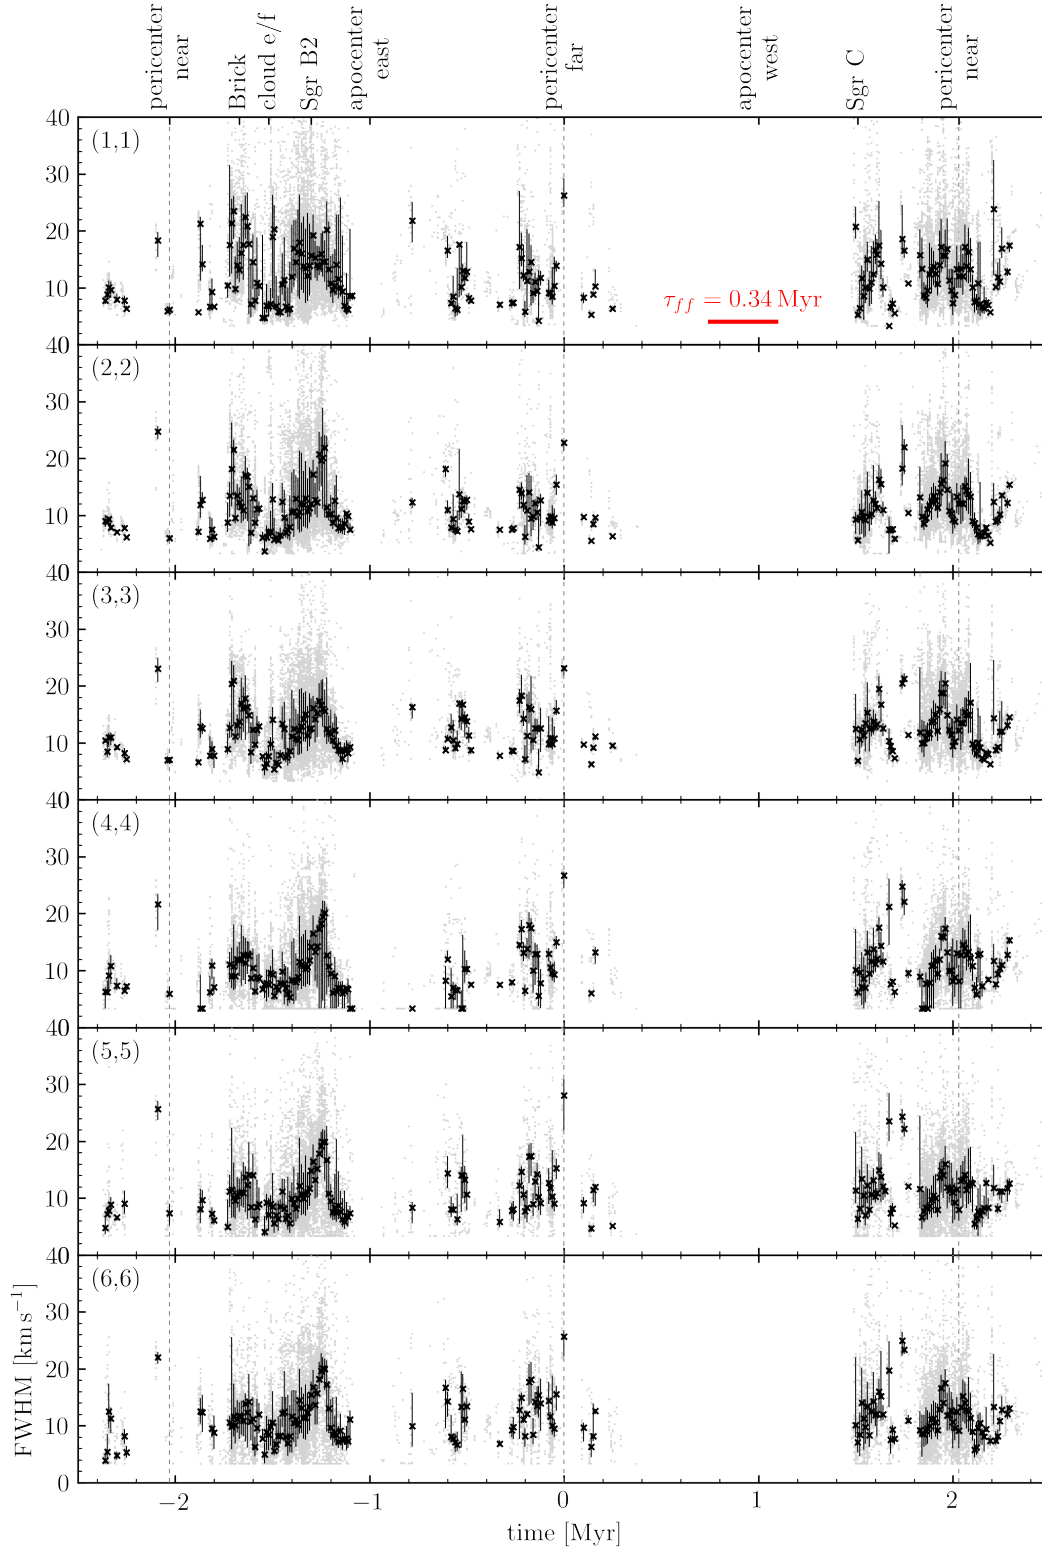 pericenter
near
Brick
cloud e/f
Sgr B2
apocenter
east
pericenter
far
apocenter
west
Sgr C
pericenter
near
40
(1,1)
30
20
10
τff = 0.34 Myr
40
(2,2)
30
20
10
40
(3,3)
30
20
10
40
(4,4)
30
20
10
40
(5,5)
30
20
10
40
(6,6)
30
20
10
0
FWHM [km s⁻¹]
−2
−1
0
1
2
time [Myr]